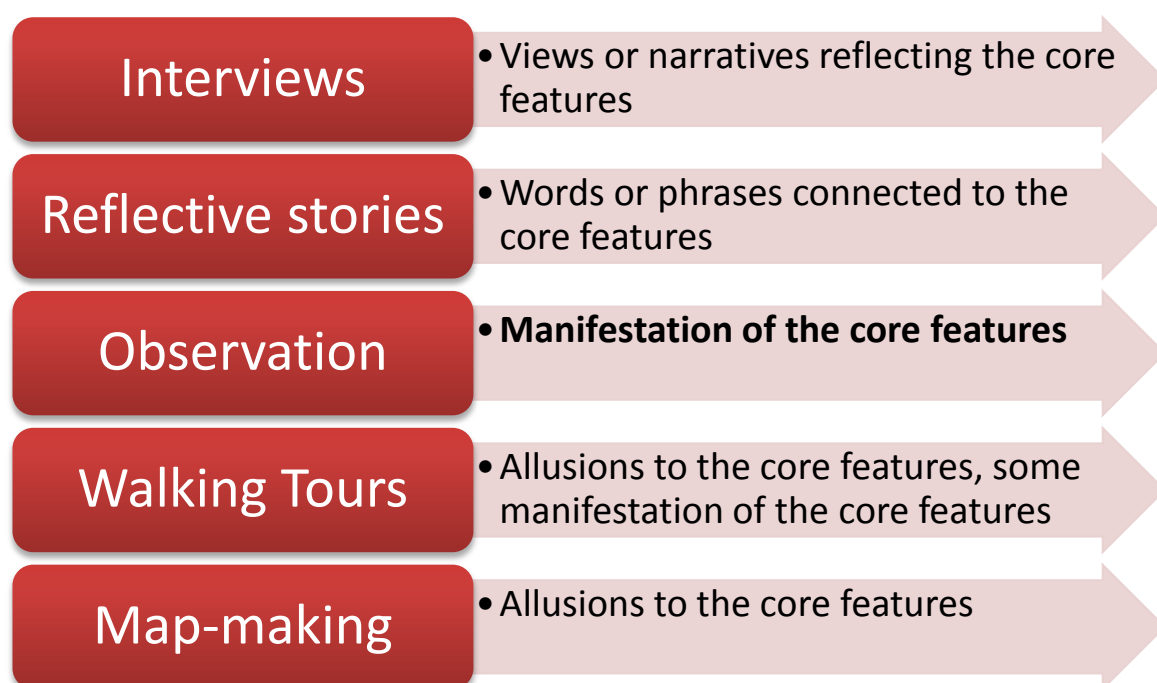 Interviews
• Views or narratives reflecting the core
features
Reflective stories
• Words or phrases connected to the
core features
Observation
• Manifestation of the core features
Walking Tours
• Allusions to the core features, some
manifestation of the core features
Map-making
• Allusions to the core features